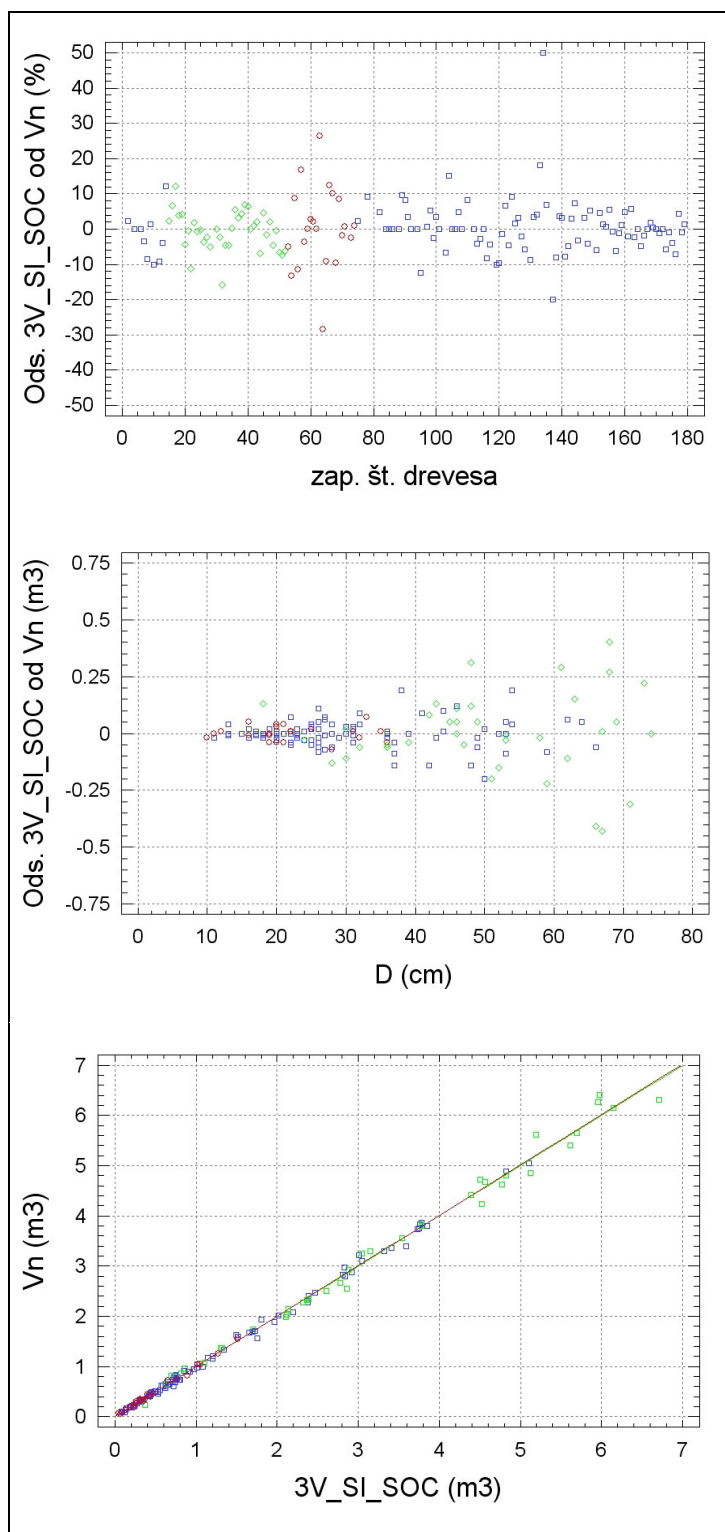 Ods. 3V_SI_SOC od Vn (%)
50
40
30
20
10
0
-10
-20
-30
-40
-50
0 20 40 60 80 100 120 140 160 180
zap. št. drevesa
Ods. 3V_SI_SOC od Vn (m3)
0.75
0.5
0.25
0
-0.25
-0.5
-0.75
0 10 20 30 40 50 60 70 80
D (cm)
Vn (m3)
7
6
5
4
3
2
1
0
0 1 2 3 4 5 6 7
3V_SI_SOC (m3)